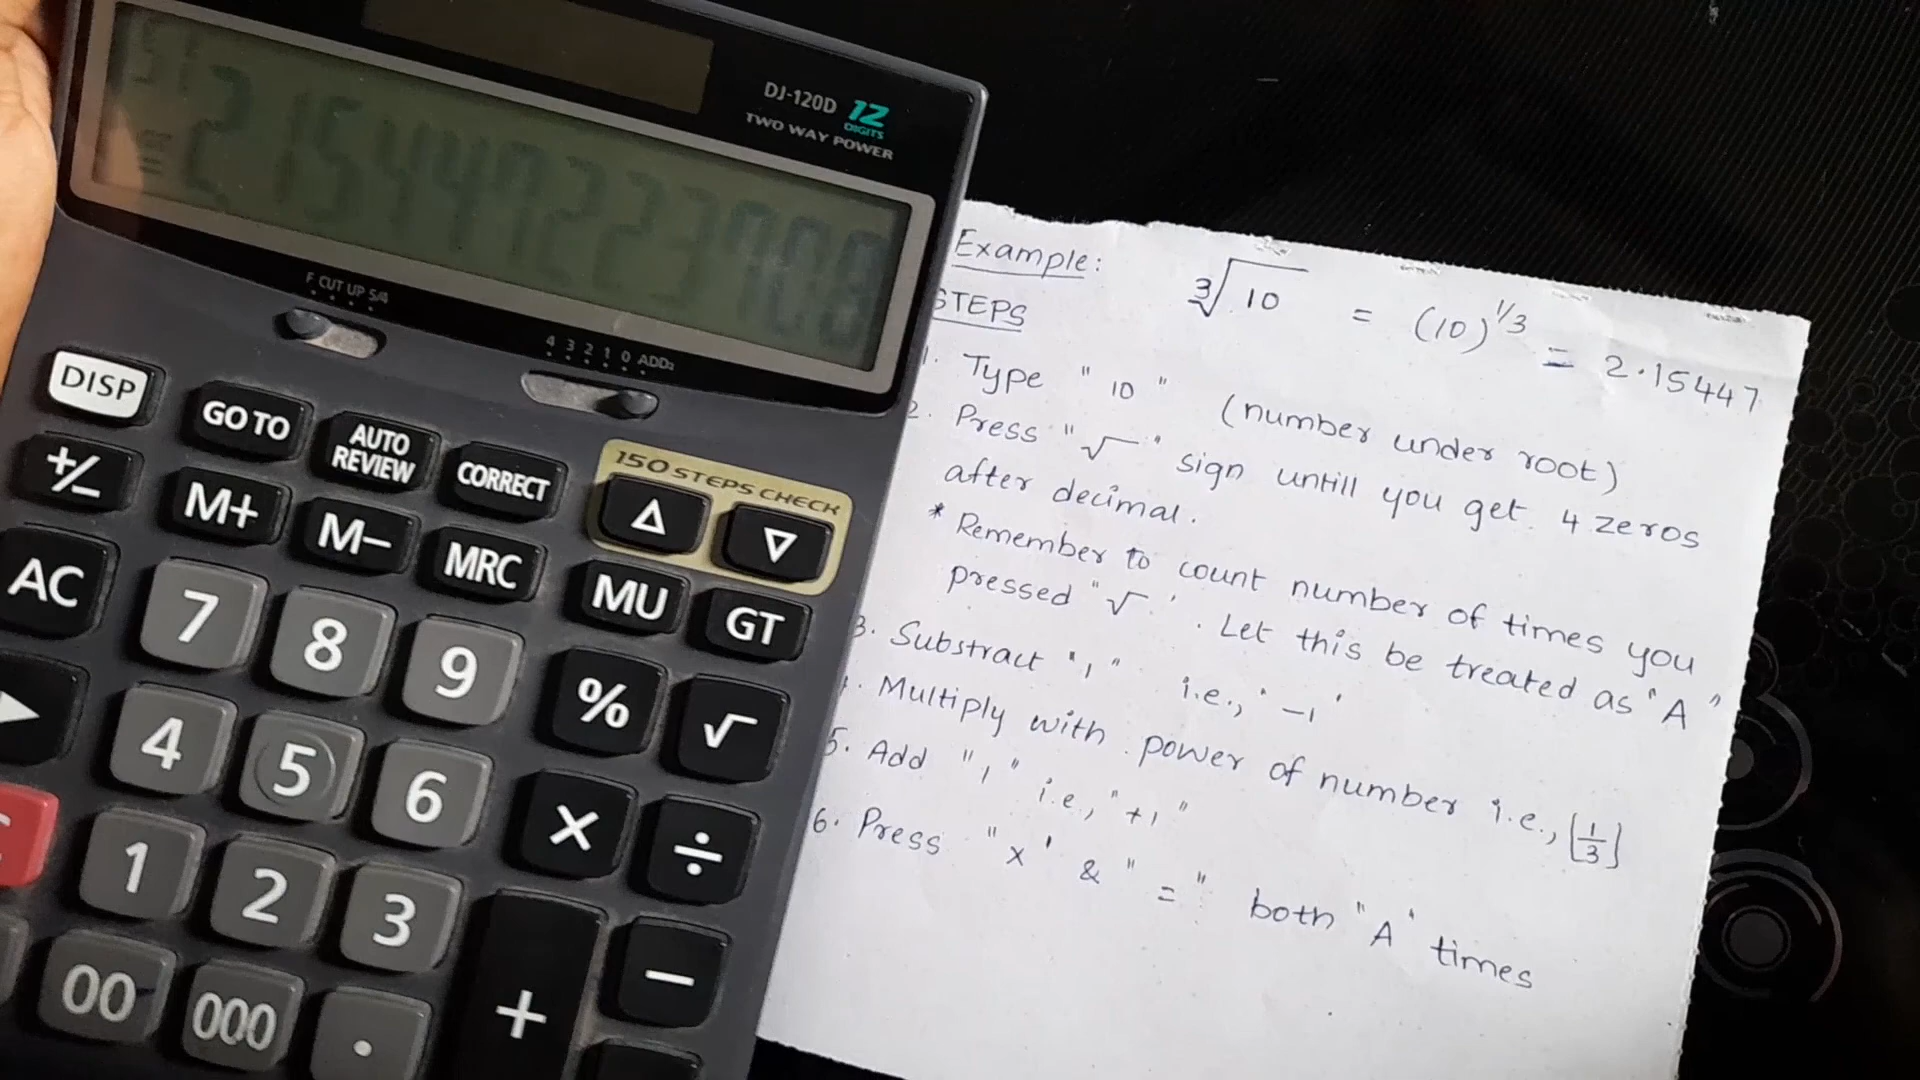 DJ-120D 12 DIGITS
TWO WAY POWER
F CUT UP 5/4
4 3 2 1 0 ADD₂
150 STEPS CHECK
DISP GO TO AUTO REVIEW CORRECT △ ▽
+/− M+ M− MRC MU GT
AC 7 8 9 % √
▶ 4 5 6 × ÷
1 2 3 + −
00 000 .
Example: ∛10 = (10)^1/3 = 2.15447
STEPS
1. Type "10" (number under root)
2. Press "√" sign untill you get 4 zeros
after decimal.
* Remember to count number of times you
pressed "√". Let this be treated as "A"
3. Substract "1" i.e., '-1'
4. Multiply with power of number i.e., [1/3]
5. Add "1" i.e., "+1"
6. Press "x' & "=" both "A' times